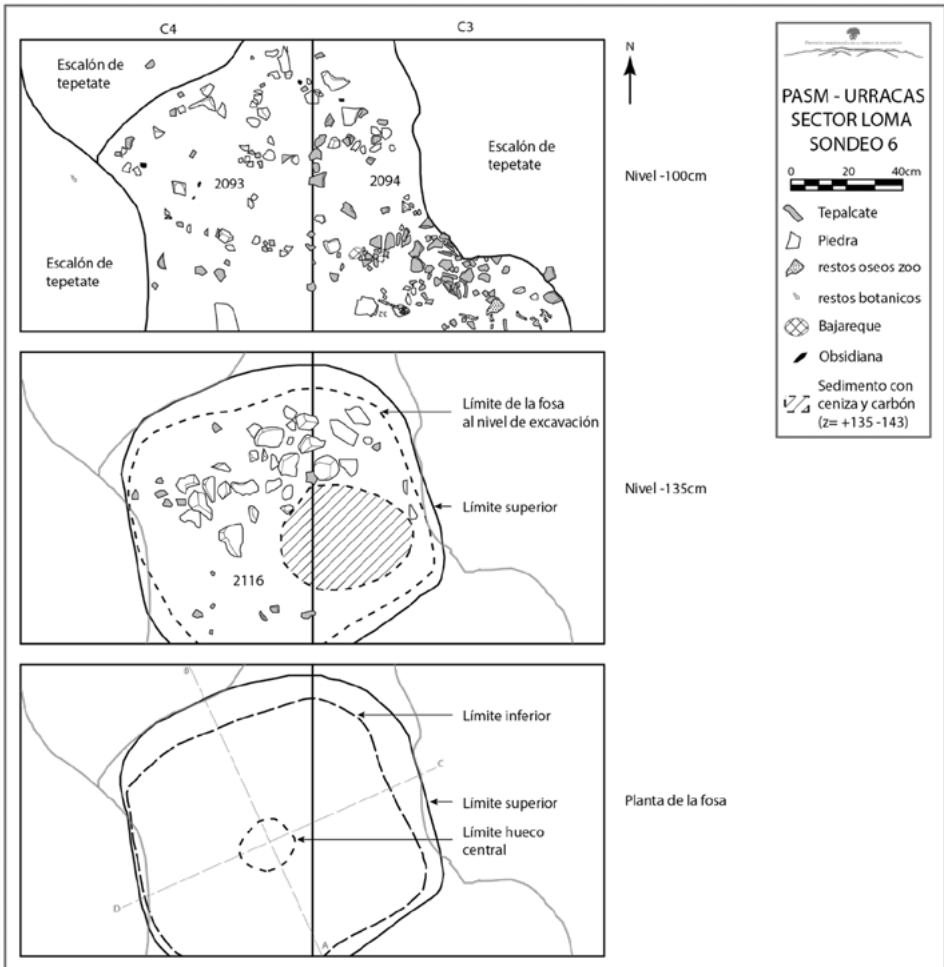 C4
C3
Escalón de
tepetate
2093
2094
Escalón de
tepetate
Escalón de
tepetate
32
N
Nivel -100cm
Límite de la fosa
al nivel de excavación
Límite superior
2116
Nivel -135cm
B
Límite inferior
C
Límite superior
Límite hueco
central
D
A
Planta de la fosa
PASM - URRACAS
SECTOR LOMA
SONDEO 6
0 20 40cm
Tepalcate
Piedra
restos oseos zoo
restos botanicos
Bajareque
Obsidiana
Sedimento con
ceniza y carbón
(z= +135 -143)